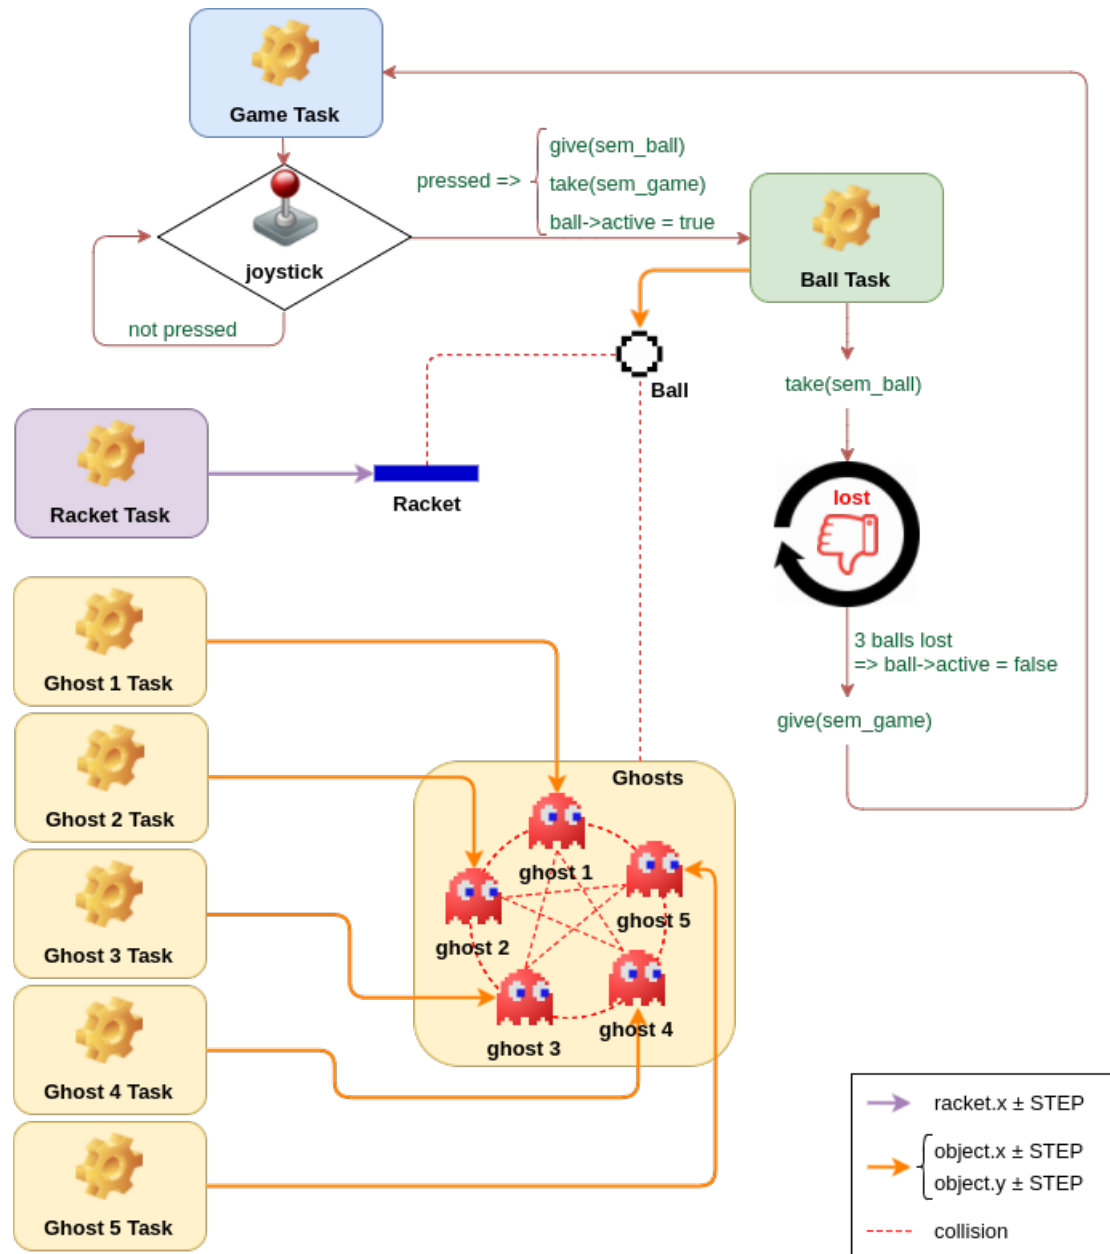 Game Task
give(sem_ball)
pressed =>
take(sem_game)
ball->active = true
joystick
not pressed
Ball Task
Ball
take(sem_ball)
Racket Task
Racket
lost
3 balls lost
=> ball->active = false
give(sem_game)
Ghost 1 Task
Ghost 2 Task
Ghost 3 Task
Ghost 4 Task
Ghost 5 Task
Ghosts
ghost 1
ghost 5
ghost 2
ghost 4
ghost 3
racket.x ± STEP
object.x ± STEP
object.y ± STEP
collision